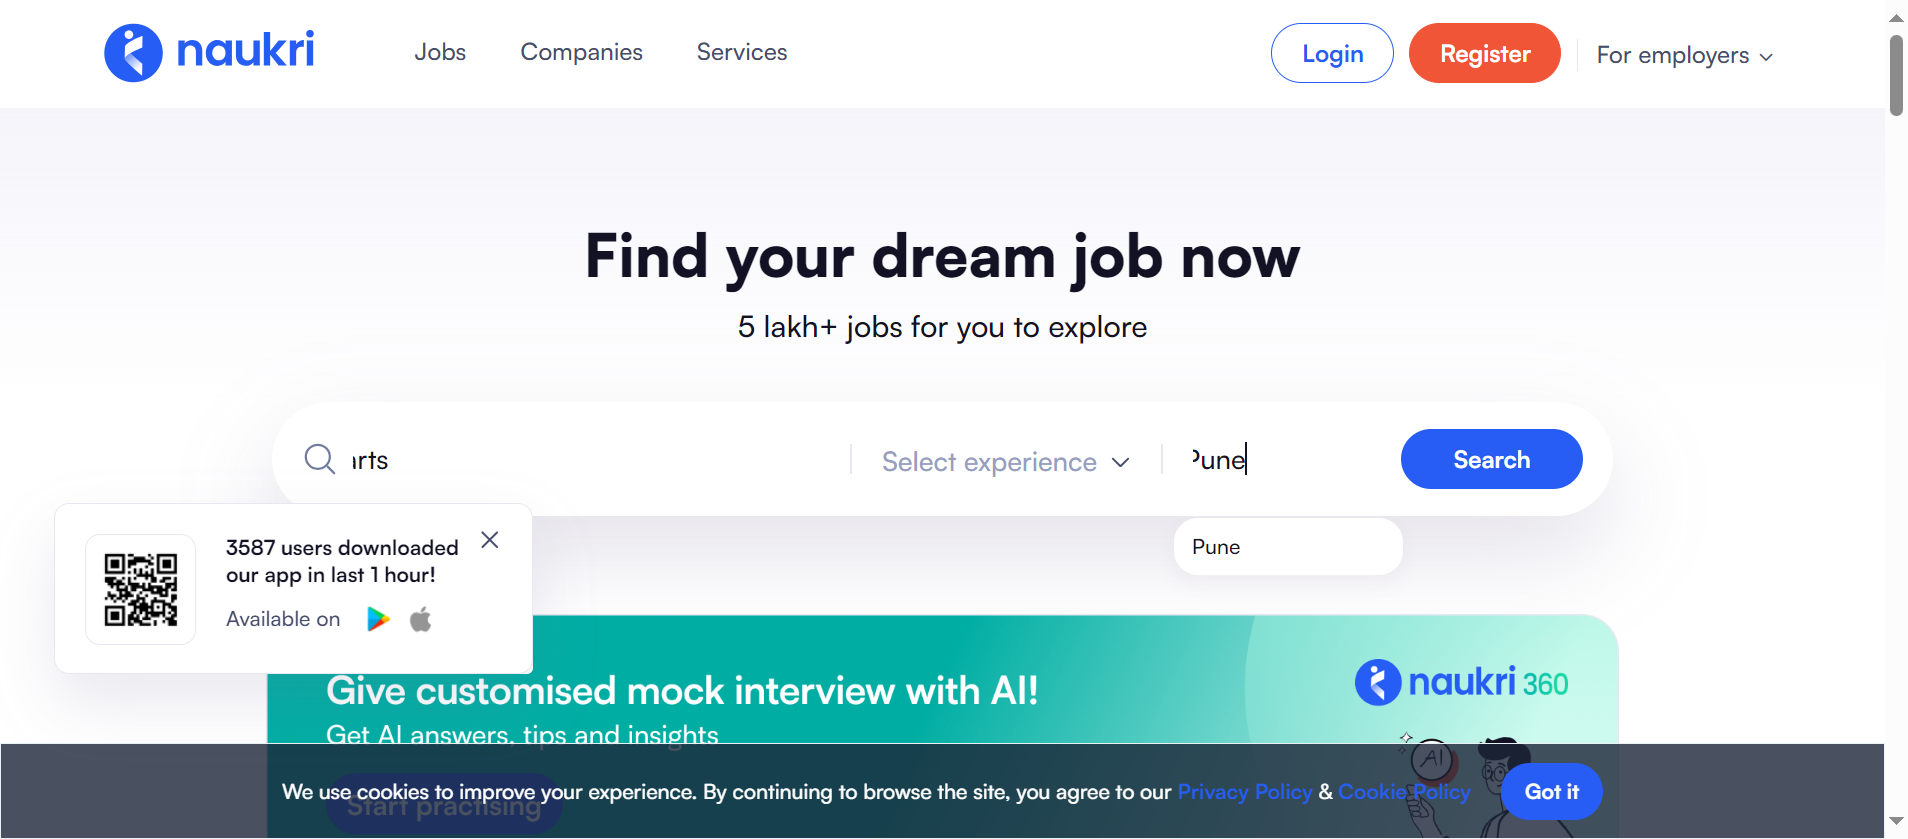 naukri
Jobs
Companies
Services
Login
Register
For employers
Find your dream job now
5 lakh+ jobs for you to explore
arts
Select experience
Pune
Search
Pune
3587 users downloaded
our app in last 1 hour!
Available on
Give customised mock interview with AI!
Get AI answers, tips and insights
naukri 360
AI
Start practising
We use cookies to improve your experience. By continuing to browse the site, you agree to our Privacy Policy & Cookie Policy
Got it